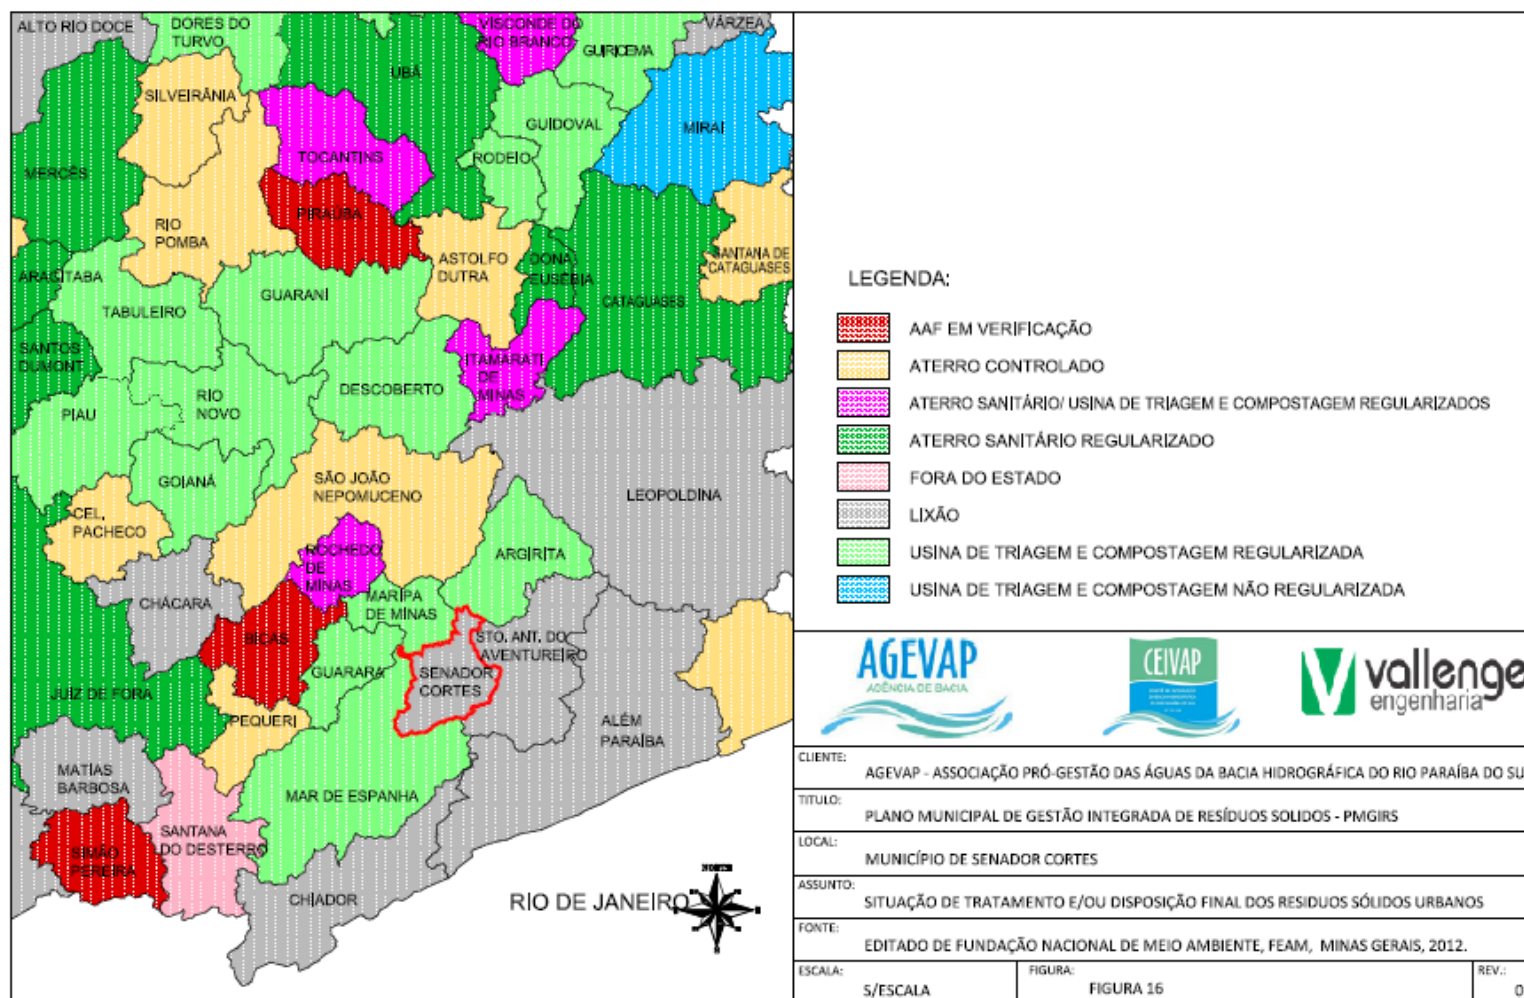 ALTO RIO DOCE
DORES DO
TURVO
VISCONDE DO
RIO BRANCO
VÁRZEA
GUIRICEMA
UBÁ
SILVEIRÂNIA
GUIDOVAL
MIRAÍ
TOCANTINS
RODEIO
MERCÊS
PIRAÚBA
RIO
POMBA
ASTOLFO
DUTRA
DONA
EUSÉBIA
SANTANA DE
CATAGUASES
ARACITABA
GUARANÍ
CATAGUASES
TABULEIRO
SANTOS
DUMONT
ITAMARATI
DE
MINAS
DESCOBERTO
RIO
NOVO
PIAU
GOIANÁ
SÃO JOÃO
NEPOMUCENO
LEOPOLDINA
CEL.
PACHECO
ROCHEDO
DE
MINAS
ARGIRITA
CHÁCARA
MARIPA
DE MINAS
BICAS
STO. ANT. DO
AVENTUREIRO
GUARARA
SENADOR
CORTES
JUIZ DE FORA
PEQUERI
ALÉM
PARAÍBA
MATIAS
BARBOSA
MAR DE ESPANHA
SANTANA
DO DESTERRO
SIMÃO
PEREIRA
CHIADOR
RIO DE JANEIRO
NORTE
LEGENDA:
AAF EM VERIFICAÇÃO
ATERRO CONTROLADO
ATERRO SANITÁRIO/ USINA DE TRIAGEM E COMPOSTAGEM REGULARIZADOS
ATERRO SANITÁRIO REGULARIZADO
FORA DO ESTADO
LIXÃO
USINA DE TRIAGEM E COMPOSTAGEM REGULARIZADA
USINA DE TRIAGEM E COMPOSTAGEM NÃO REGULARIZADA
AGEVAP
AGÊNCIA DE BACIA
CEIVAP
vallenge
engenharia
CLIENTE:
AGEVAP - ASSOCIAÇÃO PRÓ-GESTÃO DAS ÁGUAS DA BACIA HIDROGRÁFICA DO RIO PARAÍBA DO SU
TITULO:
PLANO MUNICIPAL DE GESTÃO INTEGRADA DE RESÍDUOS SOLIDOS - PMGIRS
LOCAL:
MUNICÍPIO DE SENADOR CORTES
ASSUNTO:
SITUAÇÃO DE TRATAMENTO E/OU DISPOSIÇÃO FINAL DOS RESIDUOS SÓLIDOS URBANOS
FONTE:
EDITADO DE FUNDAÇÃO NACIONAL DE MEIO AMBIENTE, FEAM, MINAS GERAIS, 2012.
ESCALA:
S/ESCALA
FIGURA:
FIGURA 16
REV.:
0